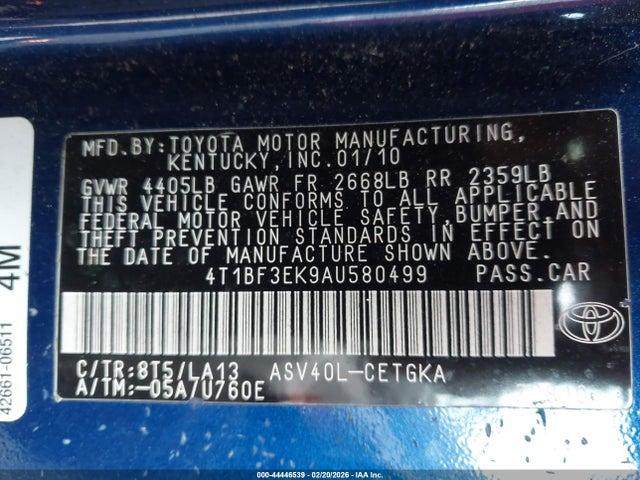 MFD.BY:TOYOTA MOTOR MANUFACTURING,
KENTUCKY,INC.01/10
GVWR 4405LB GAWR FR 2668LB RR 2359LB
THIS VEHICLE CONFORMS TO ALL APPLICABLE
FEDERAL MOTOR VEHICLE SAFETY,BUMPER,AND
THEFT PREVENTION STANDARDS IN EFFECT ON
THE DATE OF MANUFACTURE SHOWN ABOVE.
4T1BF3EK9AU580499 PASS.CAR
C/TR:8T5/LA13 ASV40L-CETGKA
A/TM:-05A/U760E
TOYOTA
4M
42661-06511
000-44446539 - 02/20/2026 - IAAI, Inc.